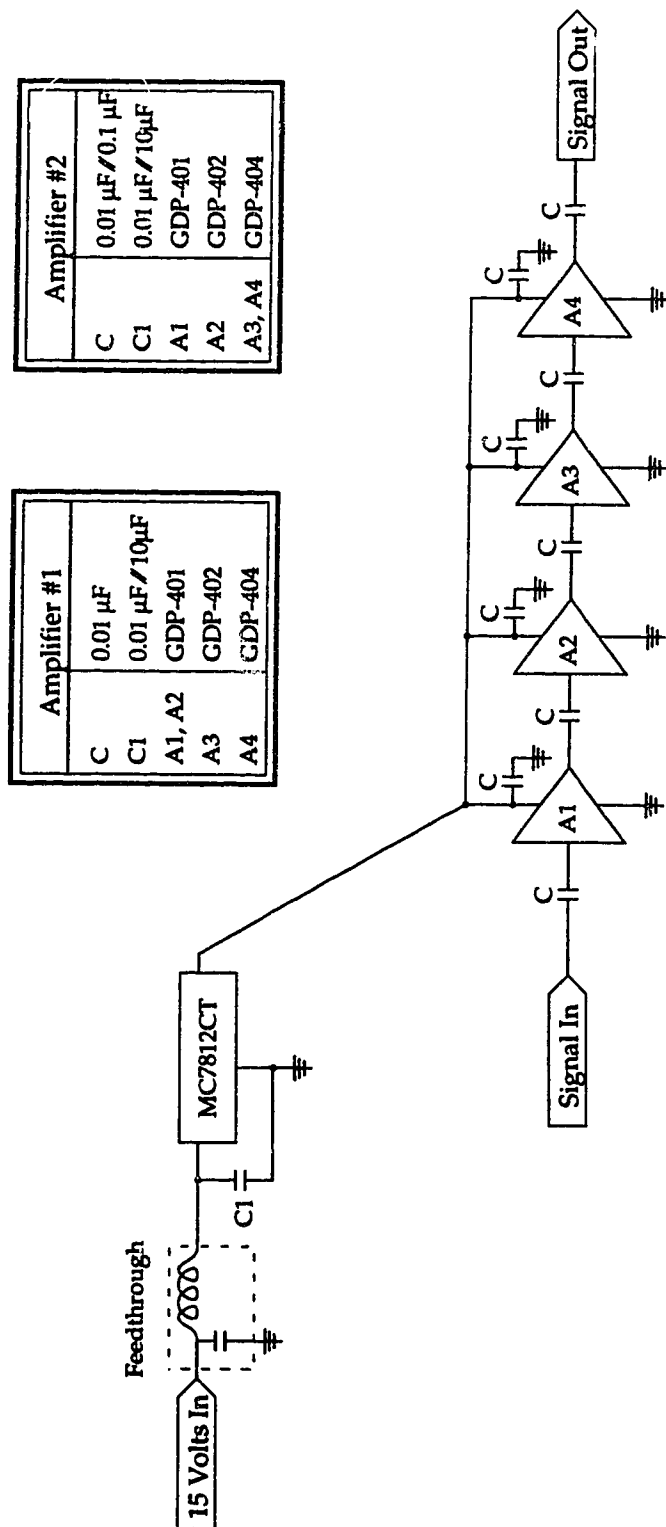 Amplifier #1
C 0.01 µF
C1 0.01 µF//10µF
A1, A2 GDP-401
A3 GDP-402
A4 GDP-404
Amplifier #2
C 0.01 µF//0.1 µF
C1 0.01 µF//10µF
A1 GDP-401
A2 GDP-402
A3, A4 GDP-404
Feedthrough
15 Volts In
C1
MC7812CT
C
C
C
C
Signal In
C
A1
C
A2
C
A3
C
A4
C
Signal Out